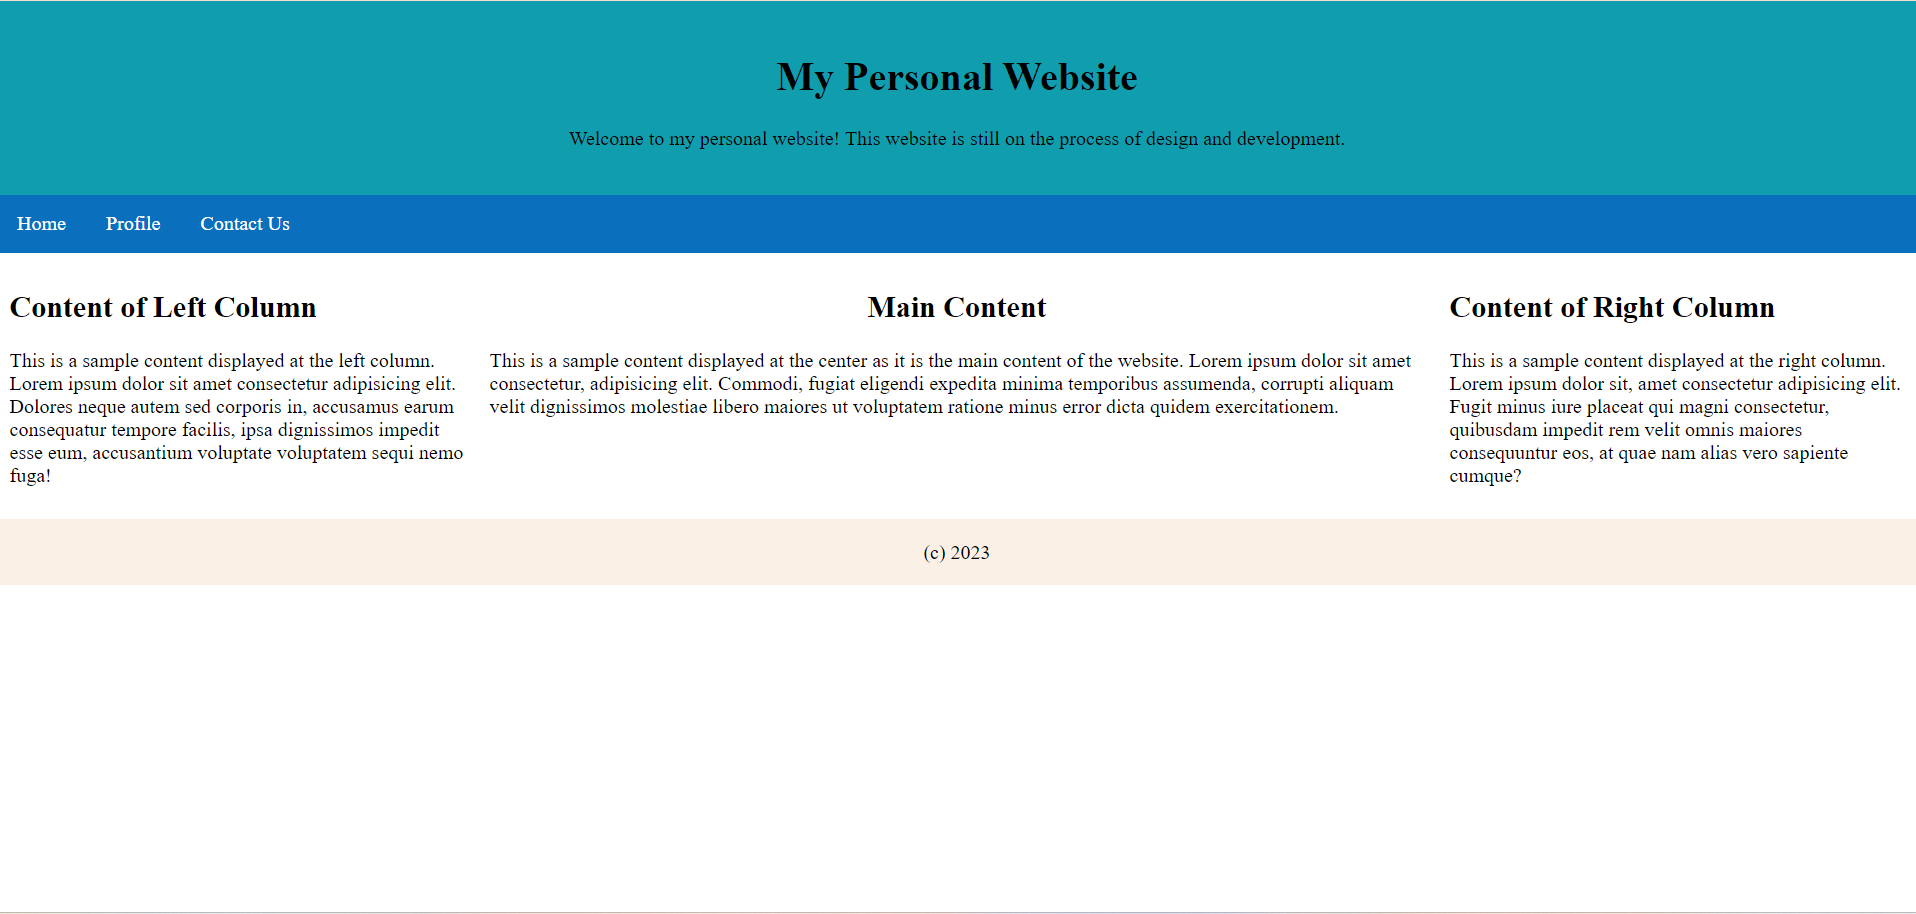 My Personal Website
Welcome to my personal website! This website is still on the process of design and development.
Home Profile Contact Us
Content of Left Column
This is a sample content displayed at the left column.
Lorem ipsum dolor sit amet consectetur adipisicing elit.
Dolores neque autem sed corporis in, accusamus earum
consequatur tempore facilis, ipsa dignissimos impedit
esse eum, accusantium voluptate voluptatem sequi nemo
fuga!
Main Content
This is a sample content displayed at the center as it is the main content of the website. Lorem ipsum dolor sit amet
consectetur, adipisicing elit. Commodi, fugiat eligendi expedita minima temporibus assumenda, corrupti aliquam
velit dignissimos molestiae libero maiores ut voluptatem ratione minus error dicta quidem exercitationem.
Content of Right Column
This is a sample content displayed at the right column.
Lorem ipsum dolor sit, amet consectetur adipisicing elit.
Fugit minus iure placeat qui magni consectetur,
quibusdam impedit rem velit omnis maiores
consequuntur eos, at quae nam alias vero sapiente
cumque?
(c) 2023